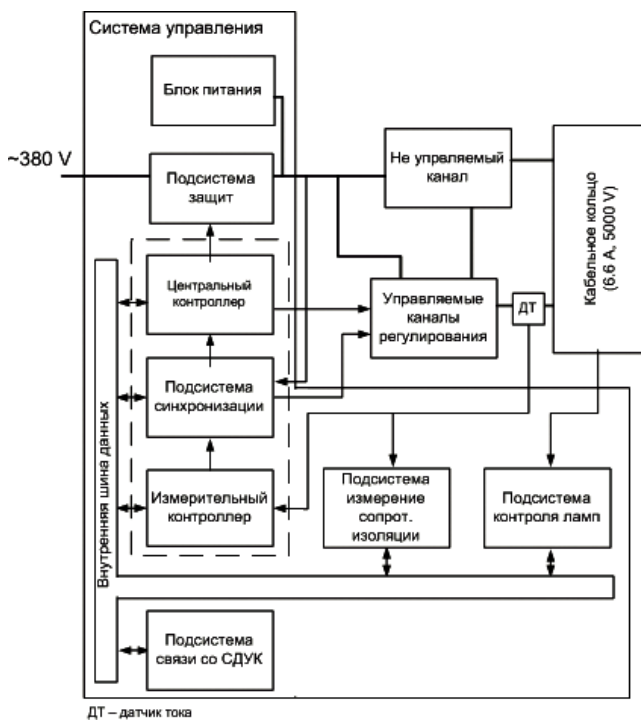 Система управления
Блок питания
~380 V
Подсистема
защит
Не упрвляемый
канал
Кабельное кольцо
(6.6 А, 5000 V)
Центральный
контроллер
Управляемые
каналы
регулирования
ДТ
Подсистема
синхронизации
Внутренняя шина данных
Измерительный
контроллер
Подсистема
измерение
сопрот.
изоляции
Подсистема
контроля ламп
Подсистема
связи со СДУК
ДТ – датчик тока